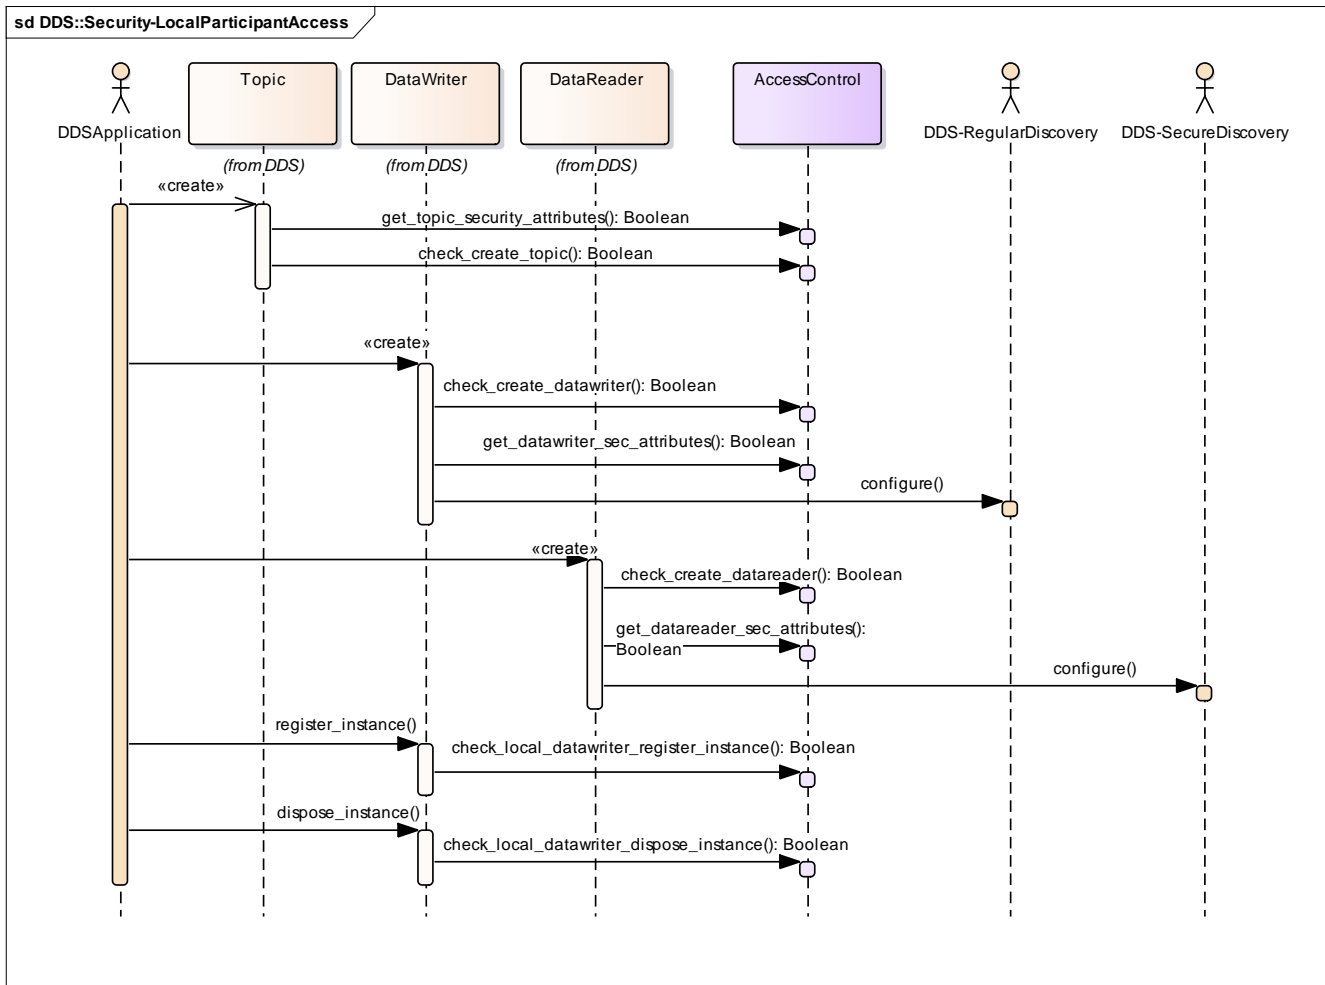 sd DDS::Security-LocalParticipantAccess
Topic
DataWriter
DataReader
AccessControl
DDSApplication
DDS-RegularDiscovery
DDS-SecureDiscovery
(from DDS)
(from DDS)
(from DDS)
«create»
get_topic_security_attributes(): Boolean
check_create_topic(): Boolean
«create»
check_create_datawriter(): Boolean
get_datawriter_sec_attributes(): Boolean
configure()
«create»
check_create_datareader(): Boolean
get_datareader_sec_attributes():
Boolean
configure()
register_instance()
check_local_datawriter_register_instance(): Boolean
dispose_instance()
check_local_datawriter_dispose_instance(): Boolean